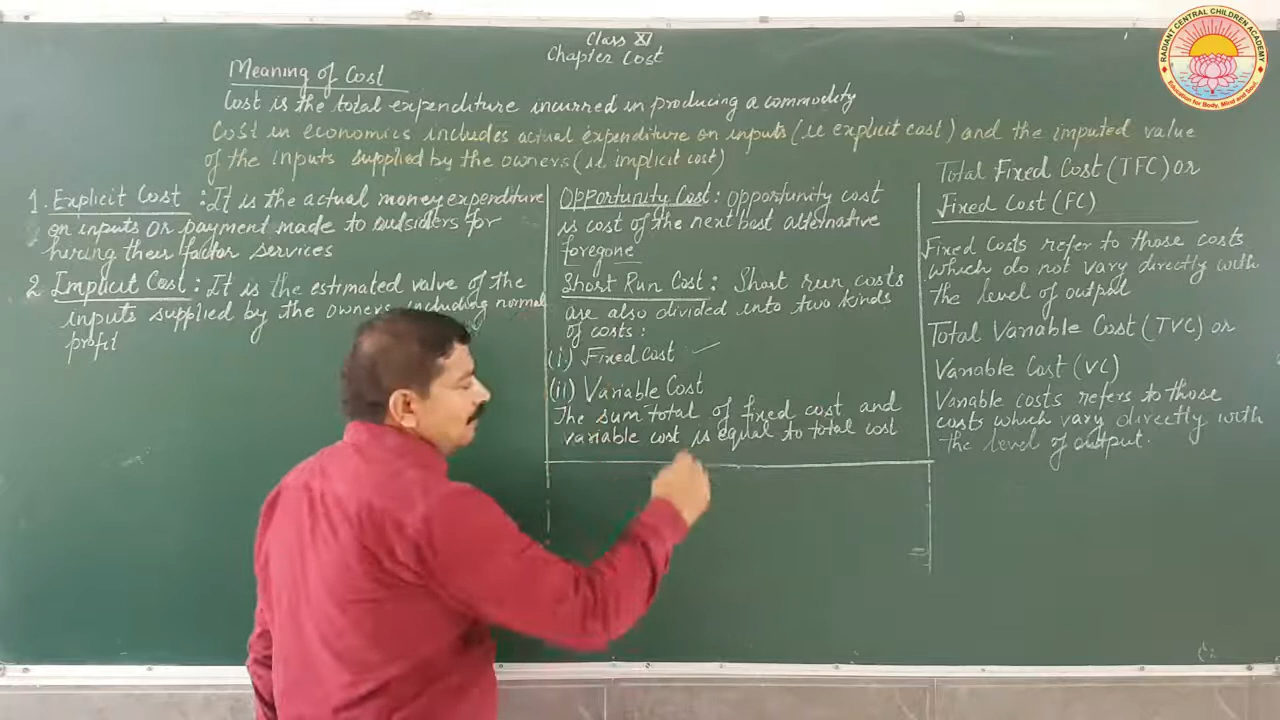 Class XI
Chapter Cost
Meaning of Cost
Cost is the total expenditure incurred in producing a commodity
Cost in economics includes actual expenditure on inputs (i.e explicit cost) and the imputed value
of the inputs supplied by the owners (i.e. implicit cost)
1. Explicit Cost : It is the actual money expenditure
on inputs or payment made to outsiders for
hiring their factor services
2. Implicit Cost : It is the estimated value of the
inputs supplied by the owners including normal
profit
Opportunity Cost : opportunity cost
is cost of the next best alternative
foregone
Short Run Cost : Short run costs
are also divided into two kinds
of costs :
(i) Fixed Cost
(ii) Variable Cost
The sum total of fixed cost and
variable cost is equal to total cost
Total Fixed Cost (TFC) or
Fixed Cost (FC)
Fixed Costs refer to those costs
which do not vary directly with
the level of output
Total Variable Cost (TVC) or
Variable Cost (VC)
Variable costs refers to those
costs which vary directly with
the level of output.
RADIANT CENTRAL CHILDREN ACADEMY
Education for Body, Mind and Soul